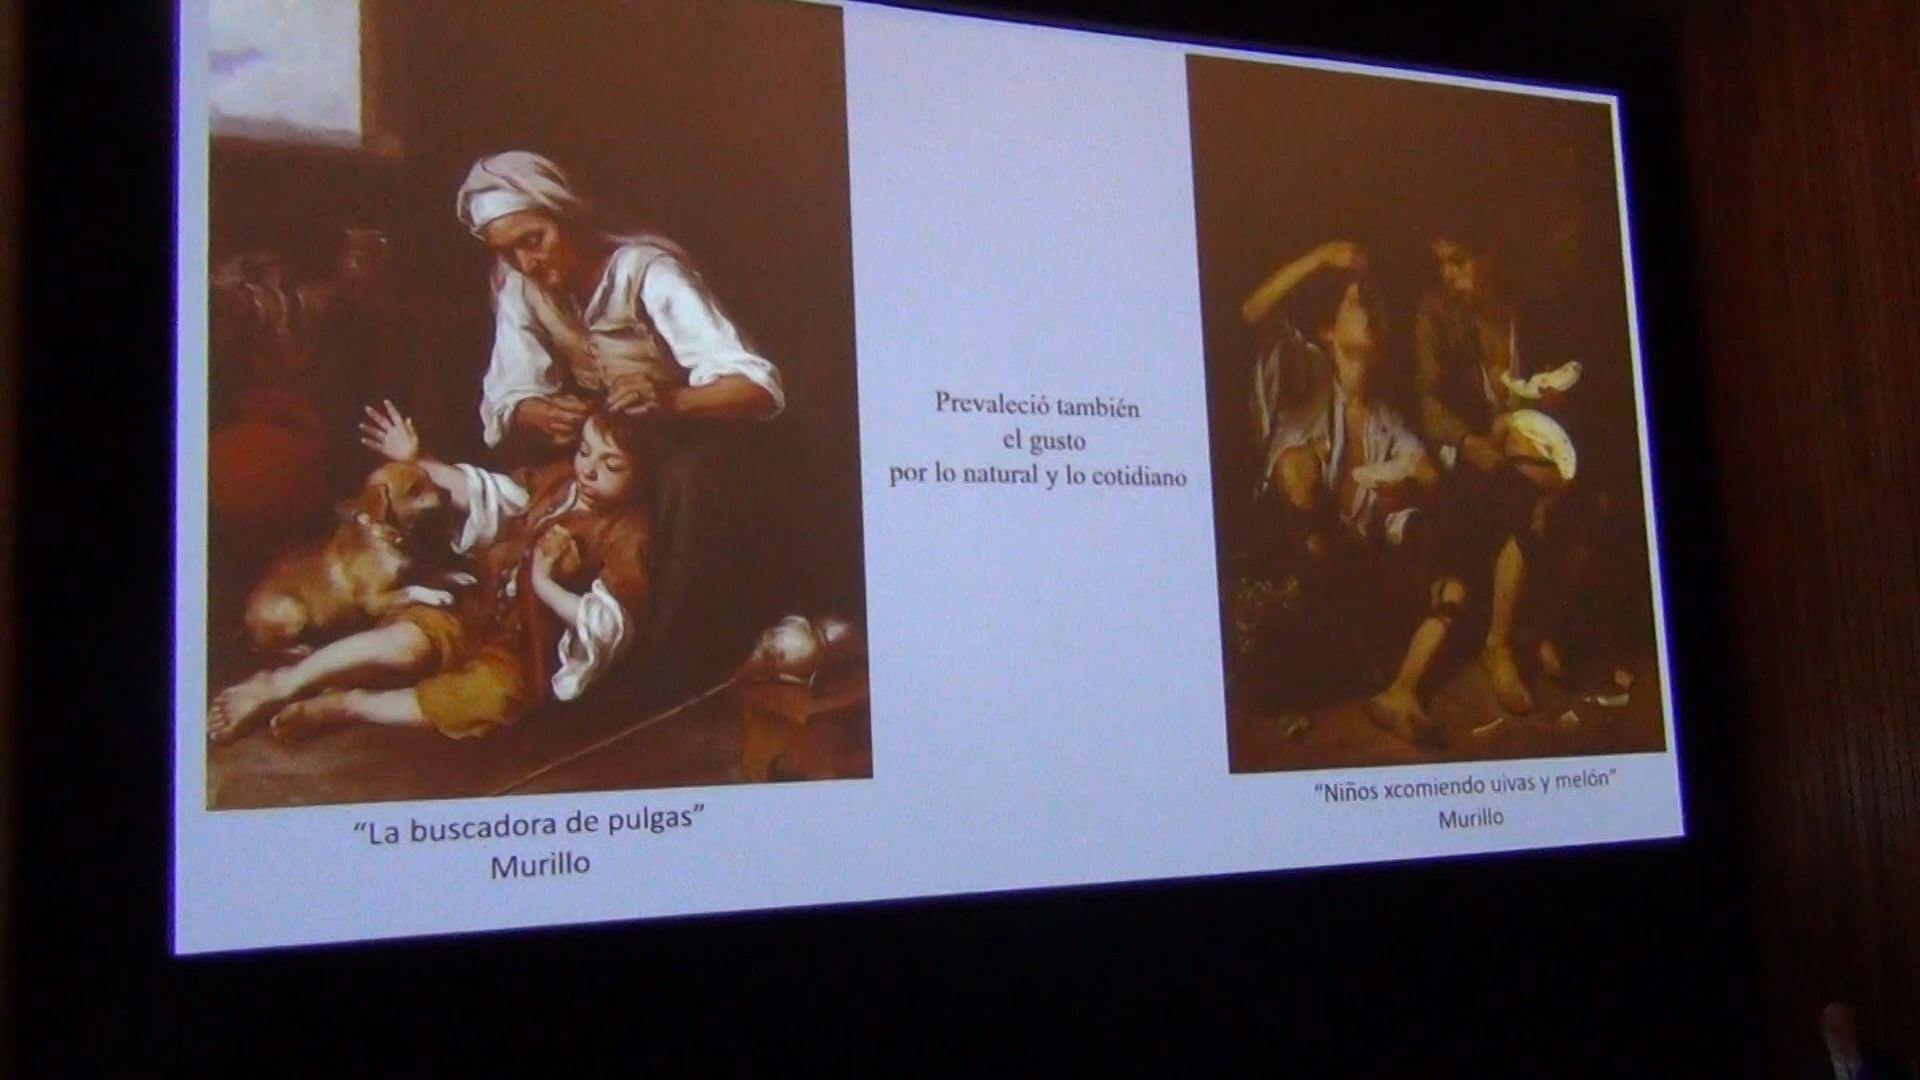 Prevaleció también
el gusto
por lo natural y lo cotidiano
“La buscadora de pulgas”
Murillo
“Niños xcomiendo uivas y melón”
Murillo